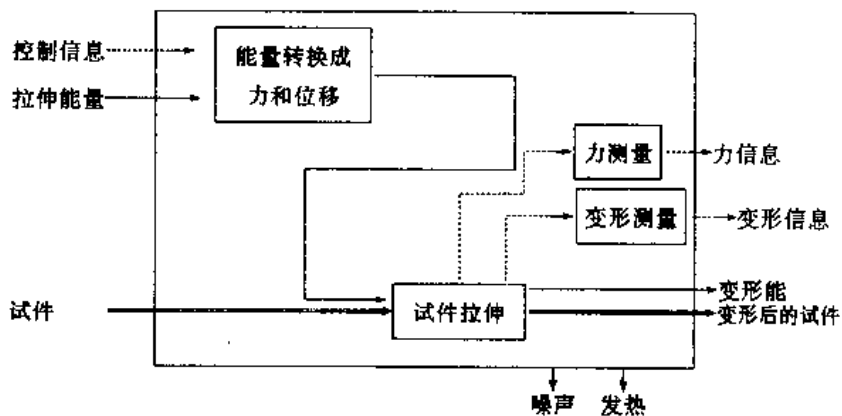 控制信息
拉伸能量
能量转换成
力和位移
力测量
力信息
变形测量
变形信息
试件
试件拉伸
变形能
变形后的试件
噪声
发热